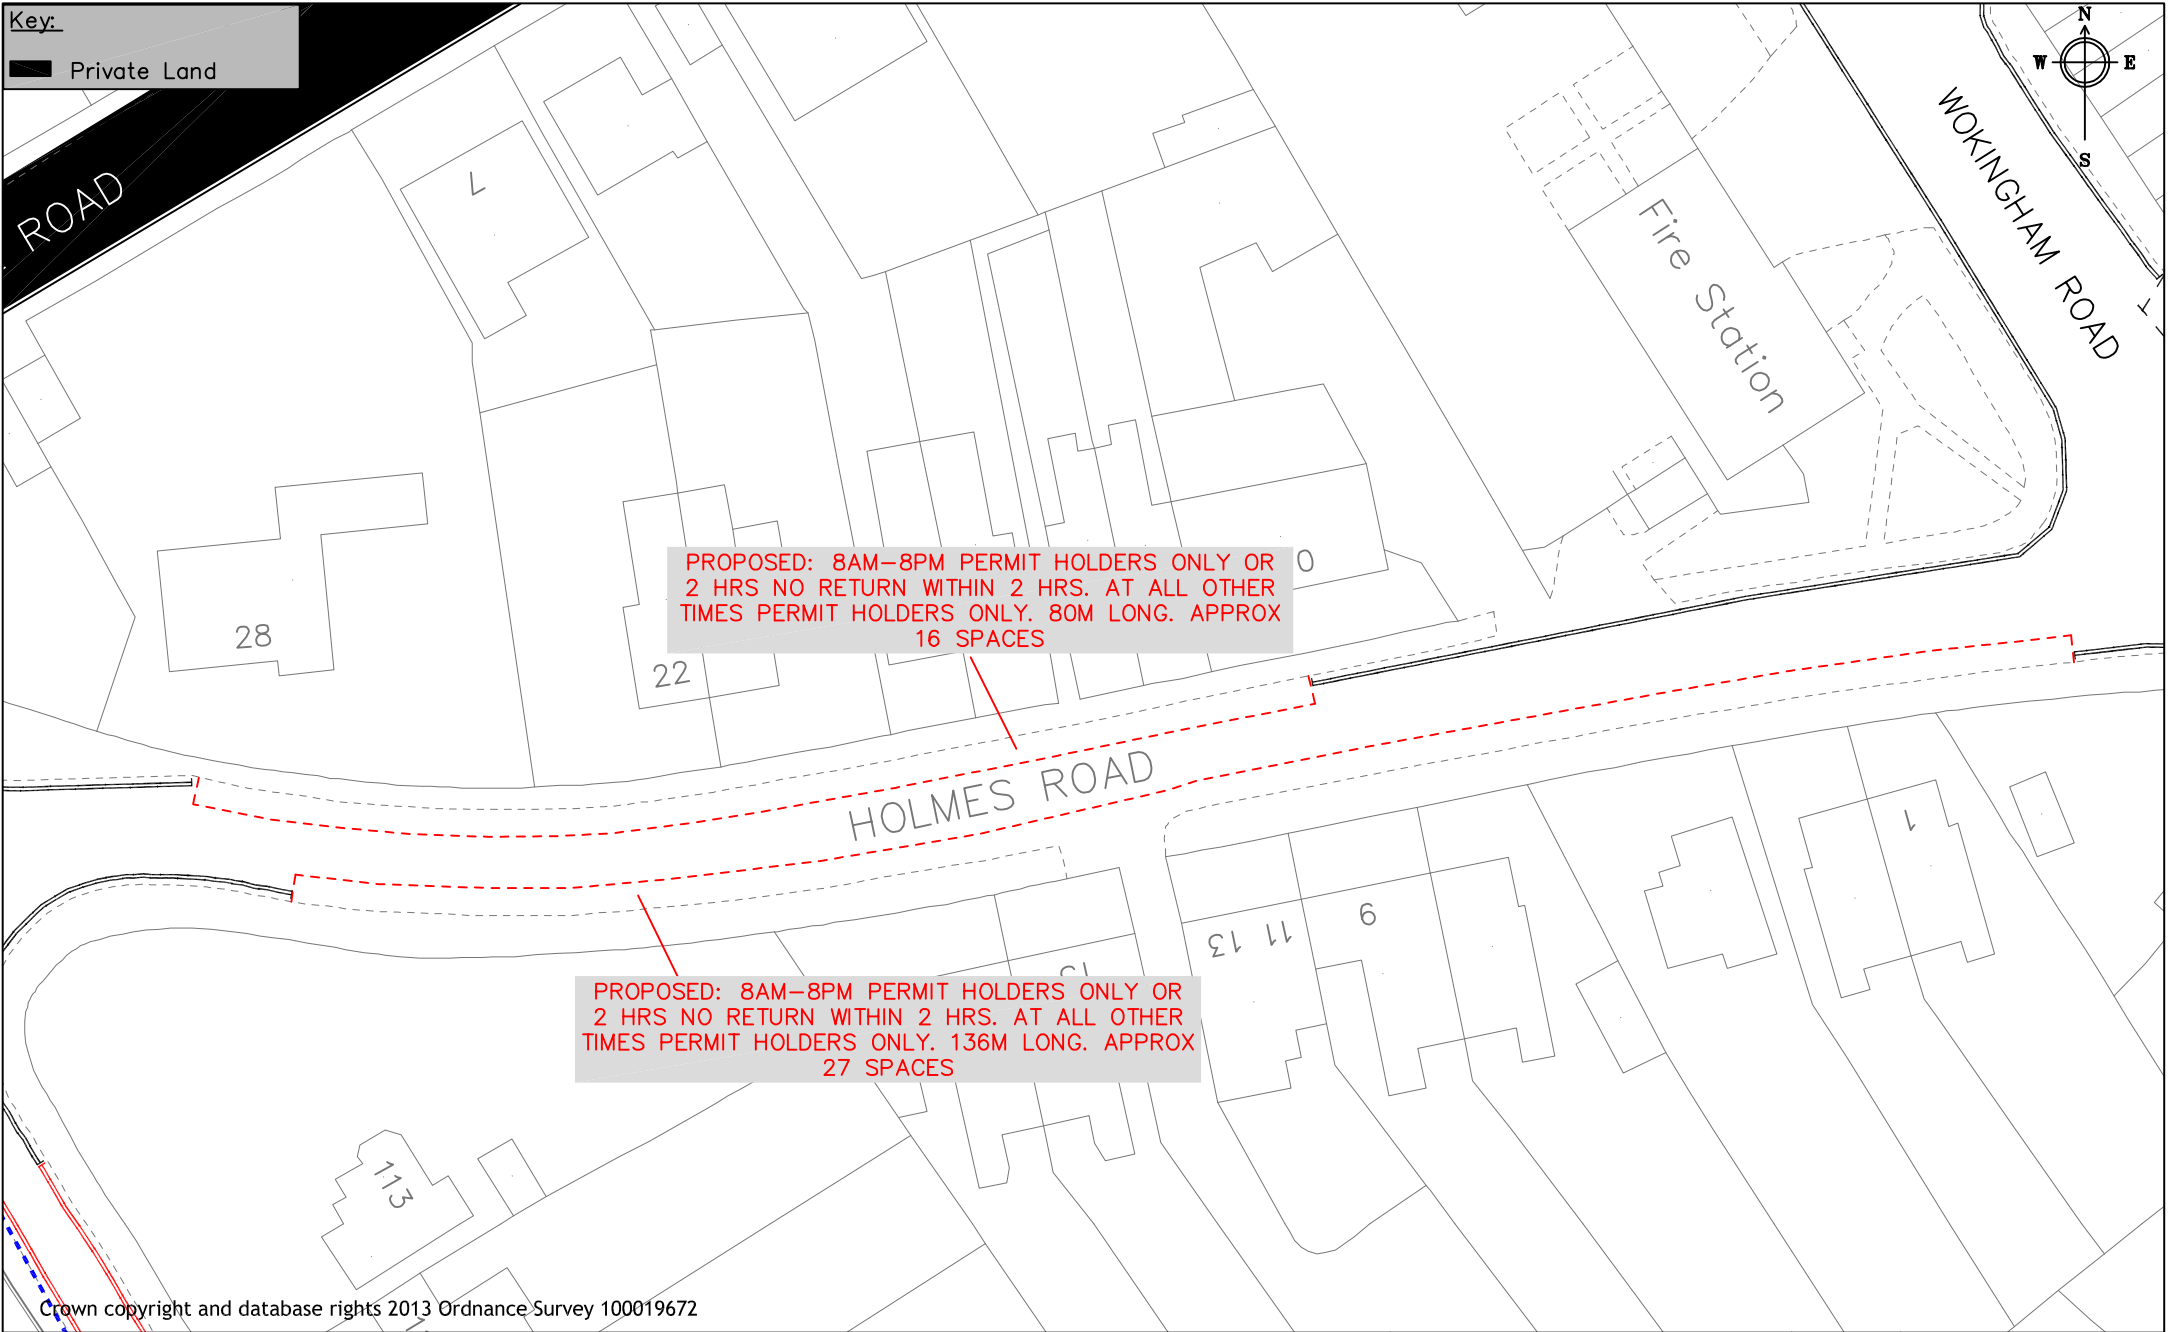 Key:
Private Land
ROAD
N
W E
S
WOKINGHAM ROAD
7
Fire Station
28
22
PROPOSED: 8AM-8PM PERMIT HOLDERS ONLY OR
2 HRS NO RETURN WITHIN 2 HRS. AT ALL OTHER
TIMES PERMIT HOLDERS ONLY. 80M LONG. APPROX
16 SPACES
0
HOLMES ROAD
1
9
11
13
PROPOSED: 8AM-8PM PERMIT HOLDERS ONLY OR
2 HRS NO RETURN WITHIN 2 HRS. AT ALL OTHER
TIMES PERMIT HOLDERS ONLY. 136M LONG. APPROX
27 SPACES
113
Crown copyright and database rights 2013 Ordnance Survey 100019672